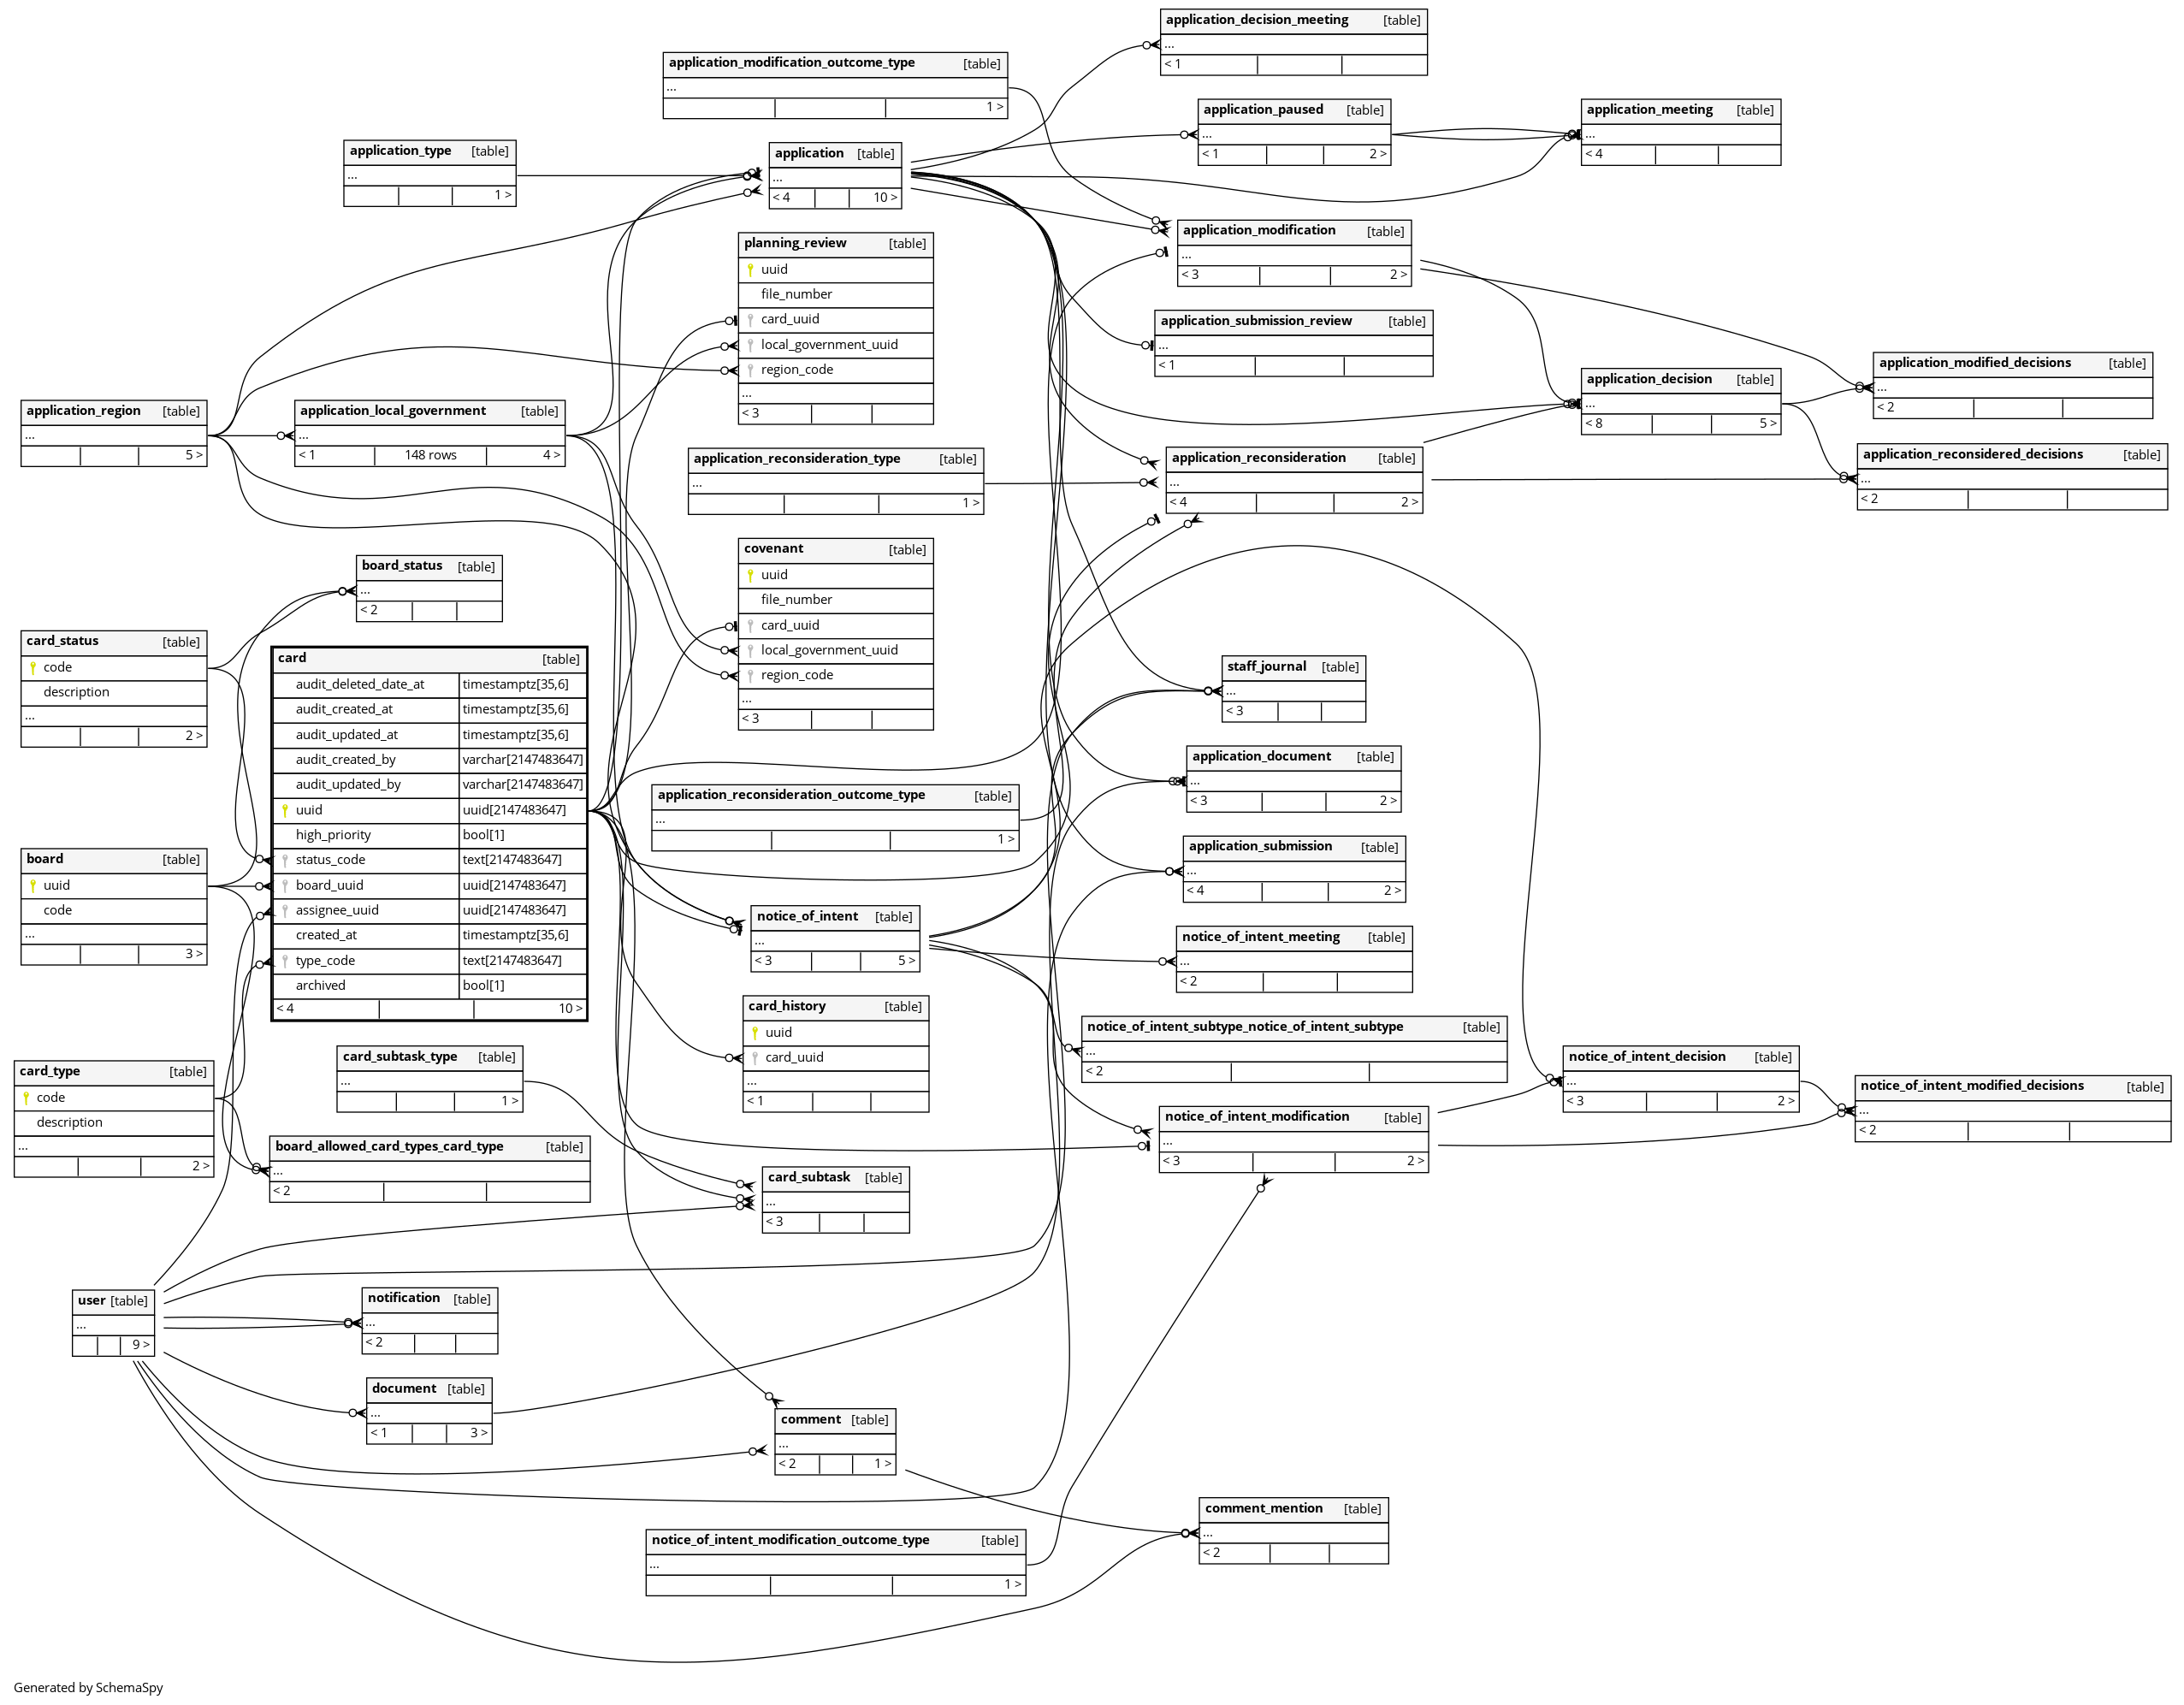 application_decision_meeting [table]
...
< 1
application_modification_outcome_type [table]
...
1 >
application_paused [table]
...
< 1 2 >
application_meeting [table]
...
< 4
application_type [table]
...
1 >
application [table]
...
< 4 10 >
application_modification [table]
...
< 3 2 >
planning_review [table]
uuid
file_number
card_uuid
local_government_uuid
region_code
...
< 3
application_submission_review [table]
...
< 1
application_modified_decisions [table]
...
< 2
application_decision [table]
...
< 8 5 >
application_region [table]
...
5 >
application_local_government [table]
...
< 1 148 rows 4 >
application_reconsideration_type [table]
...
1 >
application_reconsideration [table]
...
< 4 2 >
application_reconsidered_decisions [table]
...
< 2
covenant [table]
uuid
file_number
card_uuid
local_government_uuid
region_code
...
< 3
board_status [table]
...
< 2
card_status [table]
code
description
...
2 >
card [table]
audit_deleted_date_at timestamptz[35,6]
audit_created_at timestamptz[35,6]
audit_updated_at timestamptz[35,6]
audit_created_by varchar[2147483647]
audit_updated_by varchar[2147483647]
uuid uuid[2147483647]
high_priority bool[1]
status_code text[2147483647]
board_uuid uuid[2147483647]
assignee_uuid uuid[2147483647]
created_at timestamptz[35,6]
type_code text[2147483647]
archived bool[1]
< 4 10 >
staff_journal [table]
...
< 3
application_document [table]
...
< 3 2 >
application_reconsideration_outcome_type [table]
...
1 >
board [table]
uuid
code
...
3 >
application_submission [table]
...
< 4 2 >
notice_of_intent [table]
...
< 3 5 >
notice_of_intent_meeting [table]
...
< 2
card_history [table]
uuid
card_uuid
...
< 1
notice_of_intent_subtype_notice_of_intent_subtype [table]
...
< 2
notice_of_intent_decision [table]
...
< 3 2 >
notice_of_intent_modified_decisions [table]
...
< 2
card_type [table]
code
description
...
2 >
card_subtask_type [table]
...
1 >
notice_of_intent_modification [table]
...
< 3 2 >
board_allowed_card_types_card_type [table]
...
< 2
card_subtask [table]
...
< 3
user [table]
...
9 >
notification [table]
...
< 2
document [table]
...
< 1 3 >
comment [table]
...
< 2 1 >
comment_mention [table]
...
< 2
notice_of_intent_modification_outcome_type [table]
...
1 >
Generated by SchemaSpy